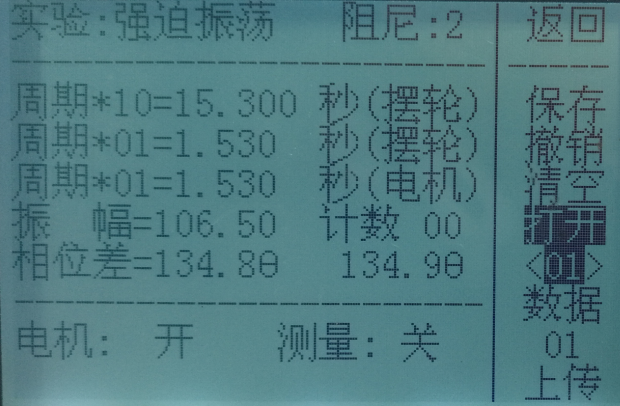 实验:强迫振荡 阻尼:2 返回
周期*10=15.300 秒(摆轮) 保存
周期*01=1.530 秒(摆轮) 撤销
周期*01=1.530 秒(电机) 清空
振 幅=106.50 计数 00 打开
相位差=134.8θ 134.9θ <01>
数据
电机: 开 测量: 关 01
上传